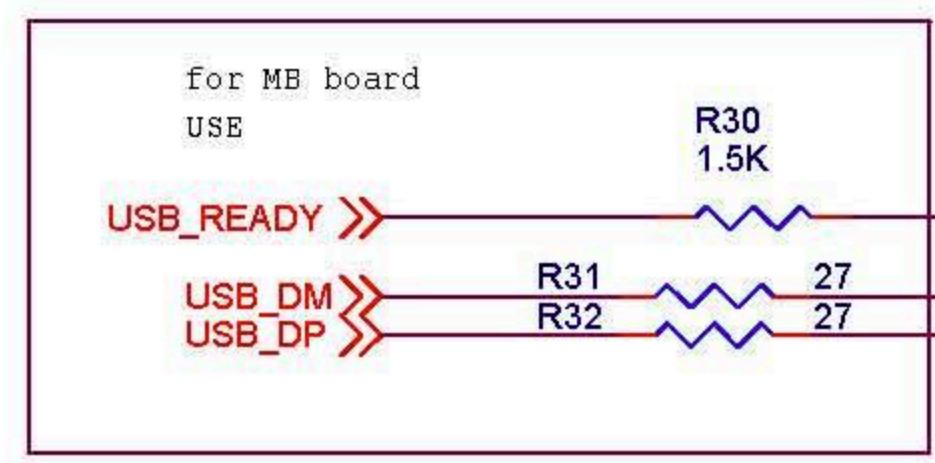 for MB board
USE
R30
1.5K
USB_READY
R31 27
USB_DM
R32 27
USB_DP